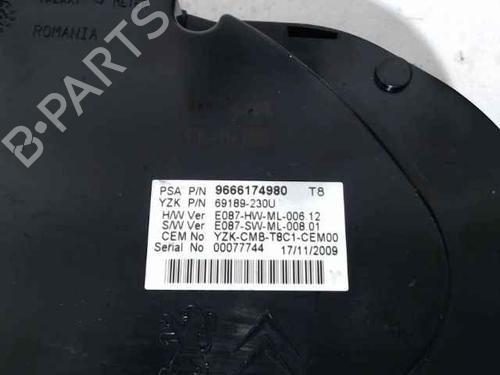 ROMANIA
B-PARTS
PSA P/N 9666174980 T8
YZK P/N 69189-230U
H/W Ver E087-HW-ML-006.12
S/W Ver E087-SW-ML-008.01
CEM No YZK-CMB-T8C1-CEM00
Serial No 00077744 17/11/2009